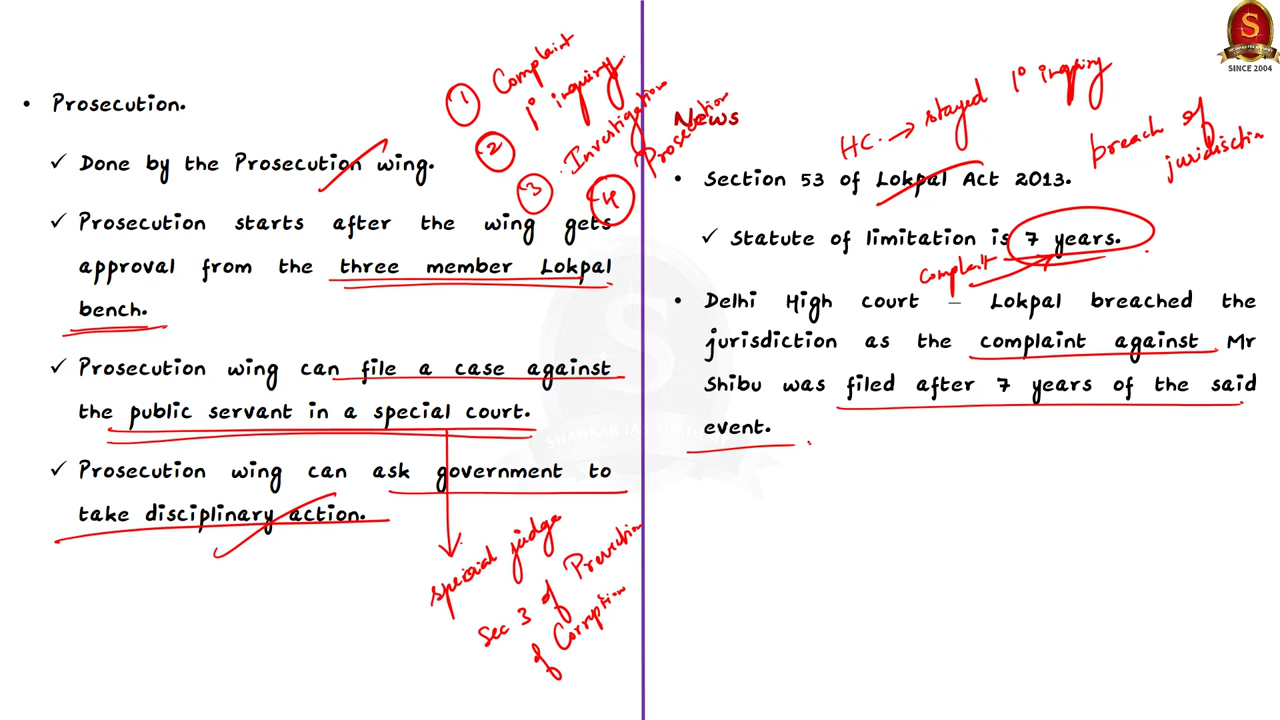 SINCE 2004
• Prosecution.
✓ Done by the Prosecution wing.
✓ Prosecution starts after the wing gets
approval from the three member Lokpal
bench.
✓ Prosecution wing can file a case against
the public servant in a special court.
✓ Prosecution wing can ask government to
take disciplinary action.
① Complaint
② 1° inquiry
③ Investigation
④ Prosecution
special judge
Sec 3 of Prevention
of Corruption
News
HC. → stayed 1° inquiry
breach of
juridisction
• Section 53 of Lokpal Act 2013.
✓ Statute of limitation is 7 years.
complaint
• Delhi High court – Lokpal breached the
jurisdiction as the complaint against Mr
Shibu was filed after 7 years of the said
event.